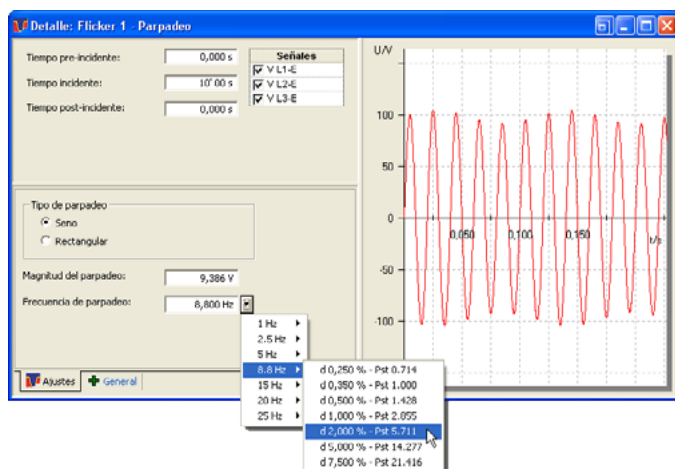 Detalle: Flicker 1 - Parpadeo
Tiempo pre-incidente: 0,000 s
Tiempo incidente: 10' 00 s
Tiempo post-incidente: 0,000 s
Señales
V L1-E
V L2-E
V L3-E
Tipo de parpadeo
Seno
Rectangular
Magnitud del parpadeo: 9,386 V
Frecuencia de parpadeo: 8,800 Hz
1 Hz
2.5 Hz
5 Hz
8.8 Hz
15 Hz
20 Hz
25 Hz
d 0,250 % - Pst 0.714
d 0,350 % - Pst 1.000
d 0,500 % - Pst 1.428
d 1,000 % - Pst 2.855
d 2,000 % - Pst 5.711
d 5,000 % - Pst 14.277
d 7,500 % - Pst 21.416
Ajustes General
U/V
100
50
0
0,050 0,100 0,150 t/s
-50
-100